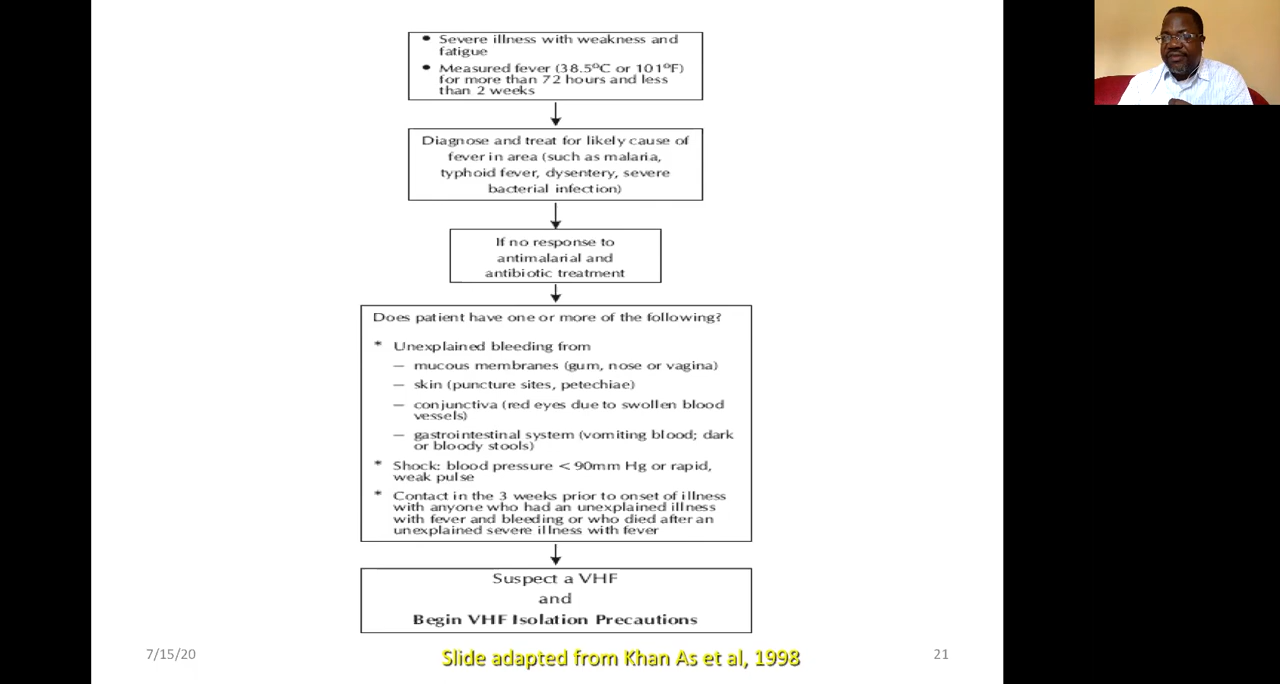 ● Severe illness with weakness and
fatigue
● Measured fever (38.5°C or 101°F)
for more than 72 hours and less
than 2 weeks
Diagnose and treat for likely cause of
fever in area (such as malaria,
typhoid fever, dysentery, severe
bacterial infection)
If no response to
antimalarial and
antibiotic treatment
Does patient have one or more of the following?
* Unexplained bleeding from
– mucous membranes (gum, nose or vagina)
– skin (puncture sites, petechiae)
– conjunctiva (red eyes due to swollen blood
vessels)
– gastrointestinal system (vomiting blood; dark
or bloody stools)
* Shock: blood pressure < 90mm Hg or rapid,
weak pulse
* Contact in the 3 weeks prior to onset of illness
with anyone who had an unexplained illness
with fever and bleeding or who died after an
unexplained severe illness with fever
Suspect a VHF
and
Begin VHF Isolation Precautions
7/15/20
Slide adapted from Khan As et al, 1998
21